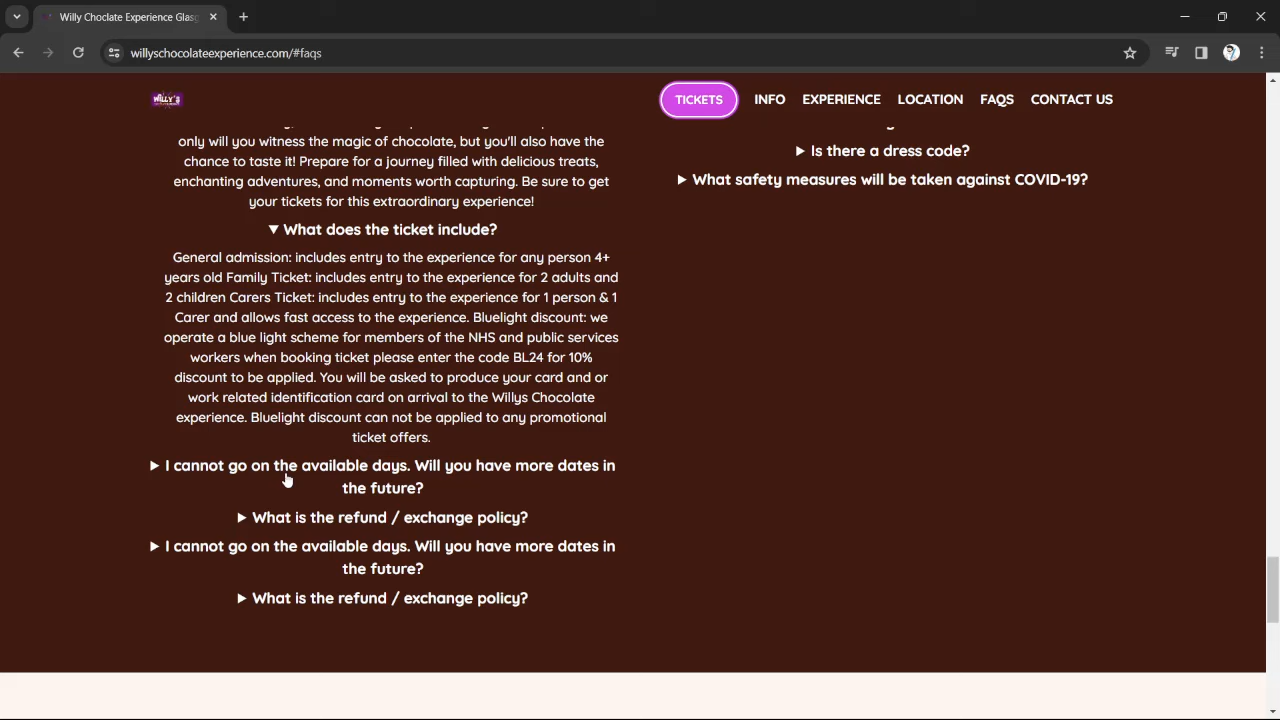 Willy Choclate Experience Glasg
willyschocolateexperience.com/#faqs
WILLY'S
TICKETS
INFO
EXPERIENCE
LOCATION
FAQS
CONTACT US
only will you witness the magic of chocolate, but you'll also have the
chance to taste it! Prepare for a journey filled with delicious treats,
enchanting adventures, and moments worth capturing. Be sure to get
your tickets for this extraordinary experience!
What does the ticket include?
General admission: includes entry to the experience for any person 4+
years old Family Ticket: includes entry to the experience for 2 adults and
2 children Carers Ticket: includes entry to the experience for 1 person & 1
Carer and allows fast access to the experience. Bluelight discount: we
operate a blue light scheme for members of the NHS and public services
workers when booking ticket please enter the code BL24 for 10%
discount to be applied. You will be asked to produce your card and or
work related identification card on arrival to the Willys Chocolate
experience. Bluelight discount can not be applied to any promotional
ticket offers.
I cannot go on the available days. Will you have more dates in
the future?
What is the refund / exchange policy?
I cannot go on the available days. Will you have more dates in
the future?
What is the refund / exchange policy?
Is there a dress code?
What safety measures will be taken against COVID-19?